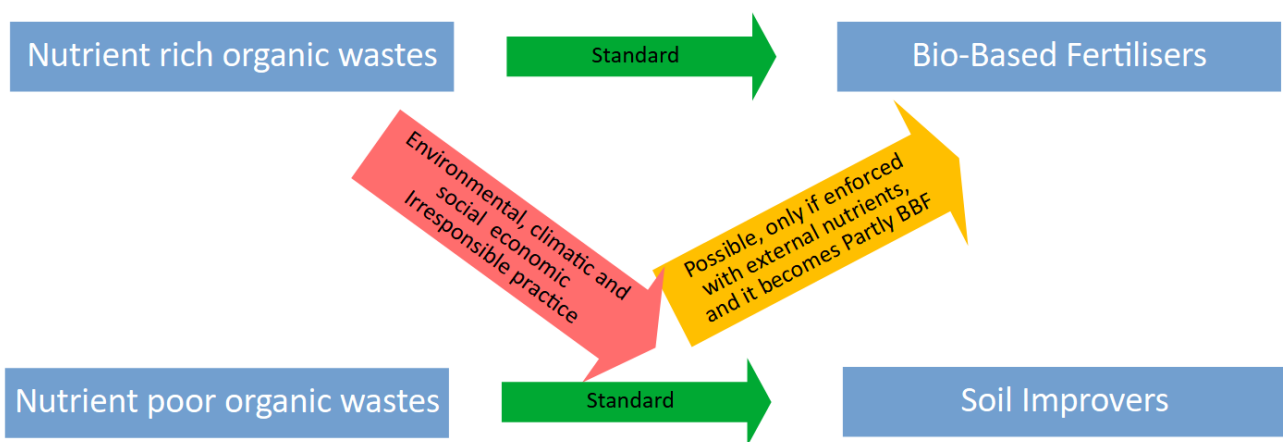 Nutrient rich organic wastes
Standard
Bio-Based Fertilisers
Environmental, climatic and
social economic
Irresponsible practice
Possible, only if enforced
with external nutrients,
and it becomes Partly BBF
Nutrient poor organic wastes
Standard
Soil Improvers